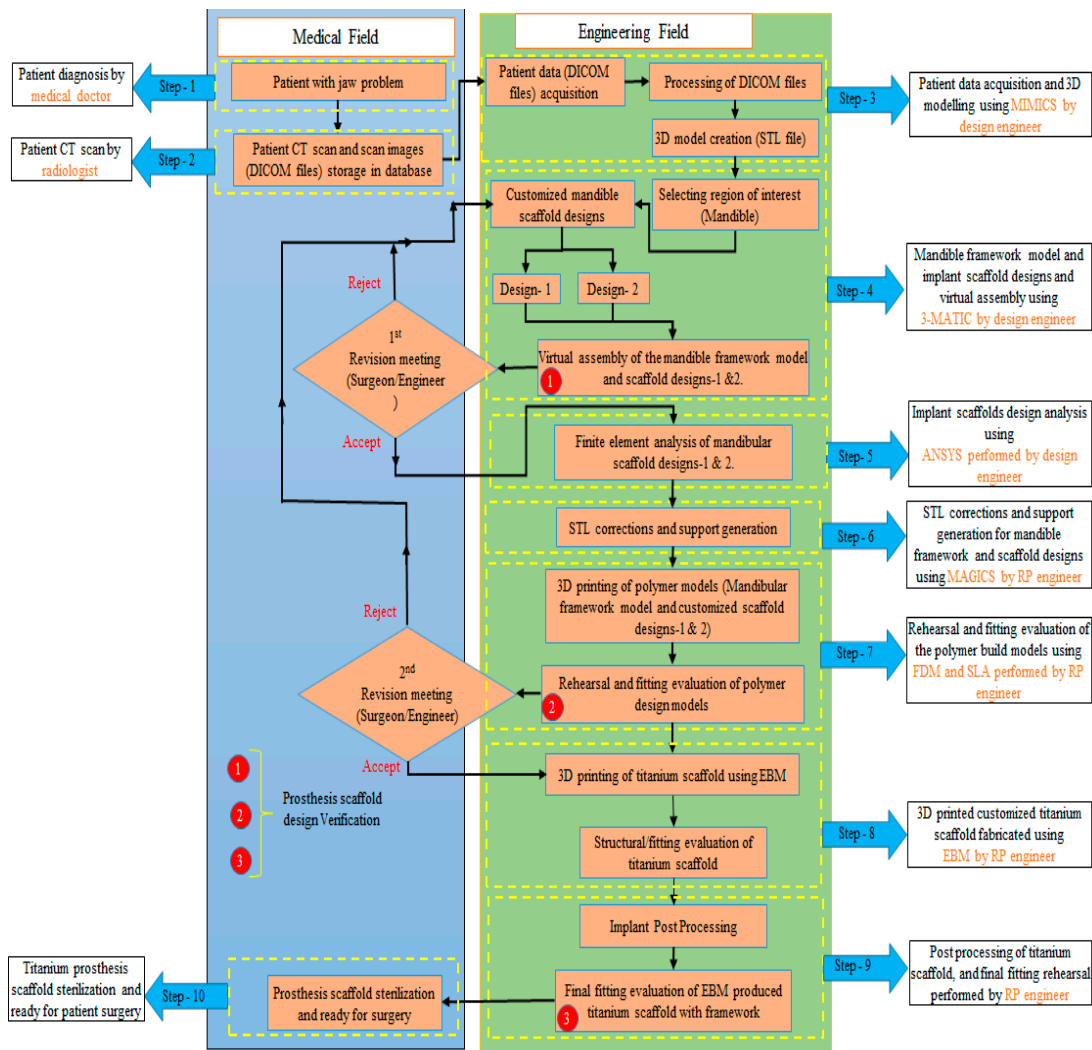 Medical Field
Engineering Field
Patient diagnosis by
medical doctor
Step - 1
Patient with jaw problem
Patient data (DICOM
files) acquisition
Processing of DICOM files
Step - 3
Patient data acquisition and 3D
modelling using MIMICS by
design engineer
Patient CT scan by
radiologist
Step - 2
Patient CT scan and scan images
(DICOM files) storage in database
3D model creation (STL file)
Customized mandible
scaffold designs
Selecting region of interest
(Mandible)
Reject
Design- 1
Design- 2
Step - 4
Mandible framework model and
implant scaffold designs and
virtual assembly using
3-MATIC by design engineer
1st
Revision meeting
(Surgeon/Engineer
)
Virtual assembly of the mandible framework model
and scaffold designs-1 &2.
1
Accept
Finite element analysis of mandibular
scaffold designs-1 & 2.
Step- 5
Implant scaffolds design analysis
using
ANSYS performed by design
engineer
STL corrections and support generation
Step - 6
STL corrections and support
generation for mandible
framework and scaffold designs
using MAGICS by RP engineer
Reject
3D printing of polymer models (Mandibular
framework model and customized scaffold
designs-1 & 2)
Step - 7
Rehearsal and fitting evaluation of
the polymer build models using
FDM and SLA performed by RP
engineer
2nd
Revision meeting
(Surgeon/Engineer)
Rehearsal and fitting evaluation of polymer
design models
2
Accept
3D printing of titanium scaffold using EBM
1
2
3
Prosthesis scaffold
design Verification
Structural/fitting evaluation of
titanium scaffold
Step - 8
3D printed customized titanium
scaffold fabricated using
EBM by RP engineer
Implant Post Processing
Step - 9
Post processing of titanium
scaffold, and final fitting rehearsal
performed by RP engineer
Titanium prosthesis
scaffold sterilization and
ready for patient surgery
Step - 10
Prosthesis scaffold sterilization
and ready for surgery
Final fitting evaluation of EBM produced
titanium scaffold with framework
3